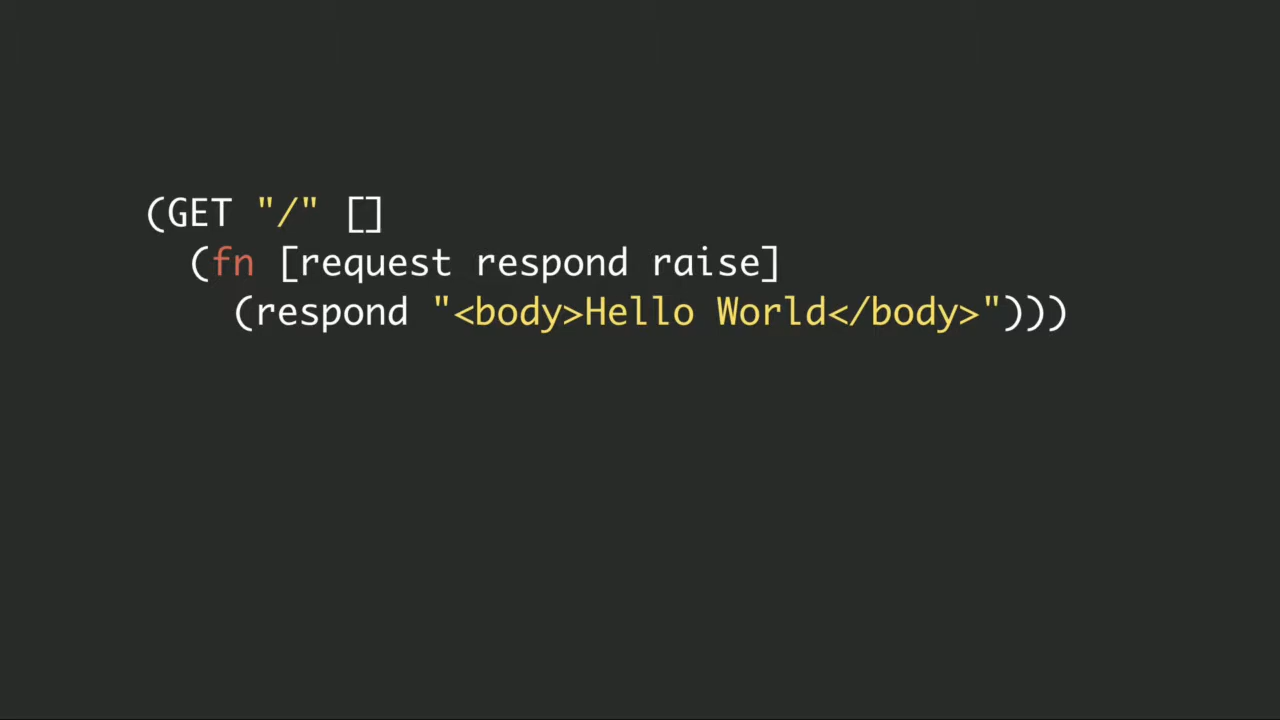 (GET "/" []
  (fn [request respond raise]
    (respond "<body>Hello World</body>")))